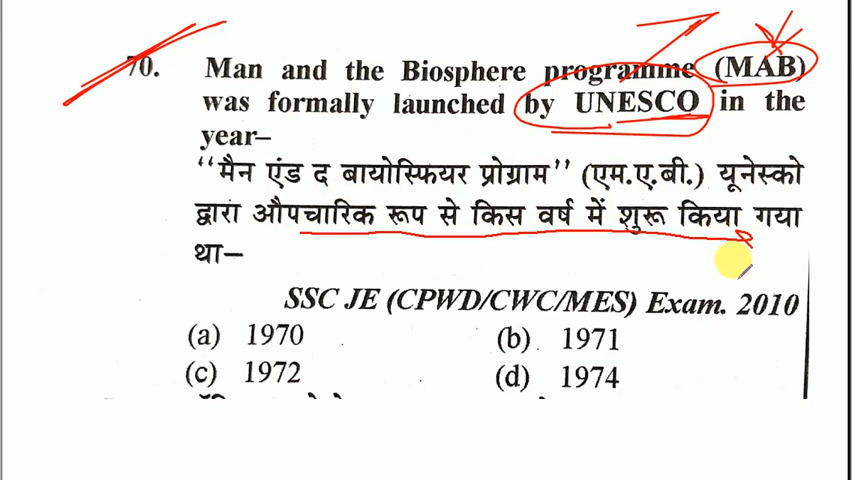 70. Man and the Biosphere programme (MAB)
was formally launched by UNESCO in the
year–
“मैन एंड द बायोस्फियर प्रोग्राम” (एम.ए.बी.) यूनेस्को
द्वारा औपचारिक रूप से किस वर्ष में शुरू किया गया
था–
SSC JE (CPWD/CWC/MES) Exam. 2010
(a) 1970 (b) 1971
(c) 1972 (d) 1974